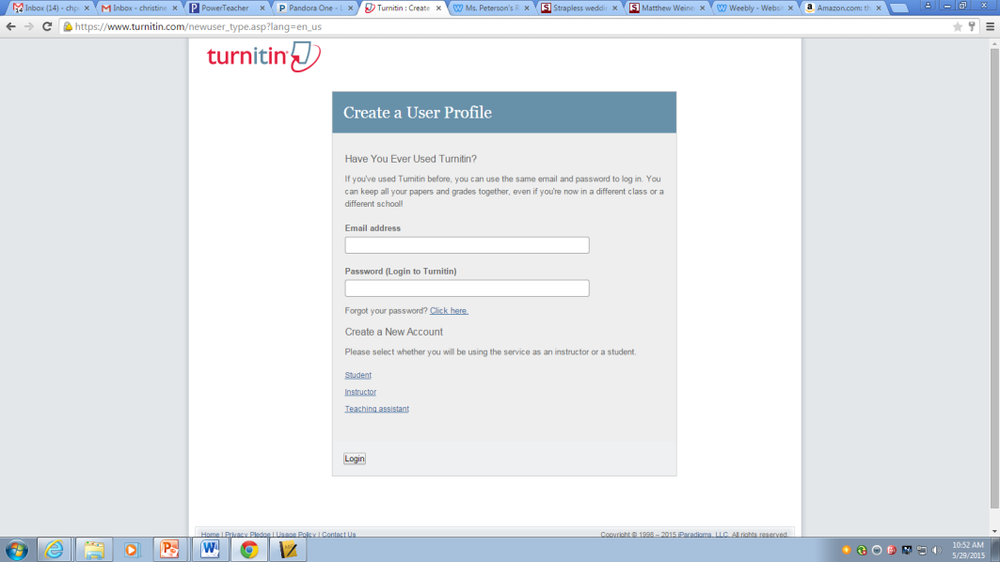 Inbox (14) - chp
Inbox - christine
PowerTeacher
Pandora One - L
Turnitin : Create
Ms. Peterson's R
Strapless weddi
Matthew Weiner
Weebly - Websi
Amazon.com: th
https://www.turnitin.com/newuser_type.asp?lang=en_us
turnitin
Create a User Profile
Have You Ever Used Turnitin?
If you've used Turnitin before, you can use the same email and password to log in. You
can keep all your papers and grades together, even if you're now in a different class or a
different school!
Email address
Password (Login to Turnitin)
Forgot your password? Click here.
Create a New Account
Please select whether you will be using the service as an instructor or a student.
Student
Instructor
Teaching assistant
Login
Home | Privacy Pledge | Usage Policy | Contact Us
Copyright © 1998 – 2015 iParadigms, LLC. All rights reserved.
10:52 AM
5/29/2015